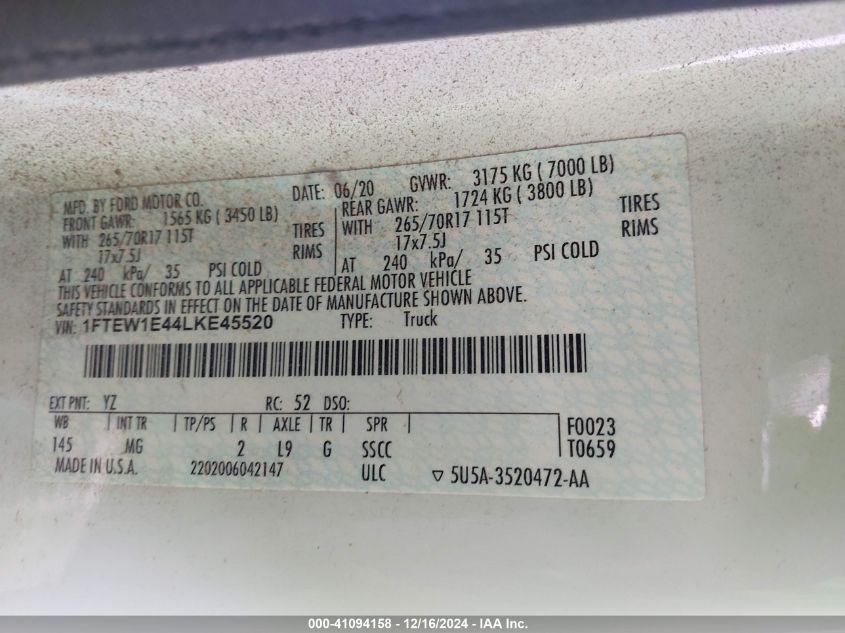 MFD. BY FORD MOTOR CO. DATE: 06/20 GVWR: 3175 KG ( 7000 LB)
FRONT GAWR: 1565 KG ( 3450 LB) REAR GAWR: 1724 KG ( 3800 LB)
WITH 265/70R17 115T TIRES WITH 265/70R17 115T TIRES
17x7.5J RIMS 17x7.5J RIMS
AT 240 kPa/ 35 PSI COLD AT 240 kPa/ 35 PSI COLD
THIS VEHICLE CONFORMS TO ALL APPLICABLE FEDERAL MOTOR VEHICLE
SAFETY STANDARDS IN EFFECT ON THE DATE OF MANUFACTURE SHOWN ABOVE.
VIN: 1FTEW1E44LKE45520 TYPE: Truck
EXT PNT: YZ RC: 52 DSO:
WB INT TR TP/PS R AXLE TR SPR F0023
145 MG 2 L9 G SSCC T0659
MADE IN U.S.A. 2202006042147 ULC ▽ 5U5A-3520472-AA
000-41094158 - 12/16/2024 - IAA Inc.